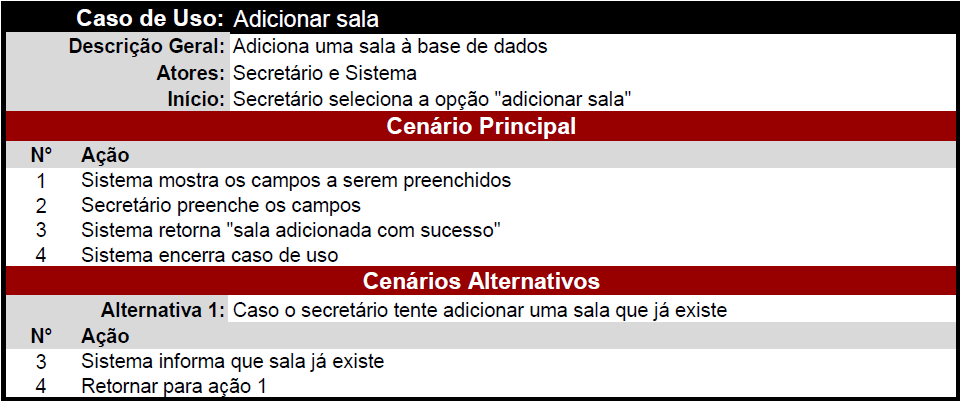 Caso de Uso: Adicionar sala
Descrição Geral: Adiciona uma sala à base de dados
Atores: Secretário e Sistema
Início: Secretário seleciona a opção "adicionar sala"
Cenário Principal
N° Ação
1 Sistema mostra os campos a serem preenchidos
2 Secretário preenche os campos
3 Sistema retorna "sala adicionada com sucesso"
4 Sistema encerra caso de uso
Cenários Alternativos
Alternativa 1: Caso o secretário tente adicionar uma sala que já existe
N° Ação
3 Sistema informa que sala já existe
4 Retornar para ação 1